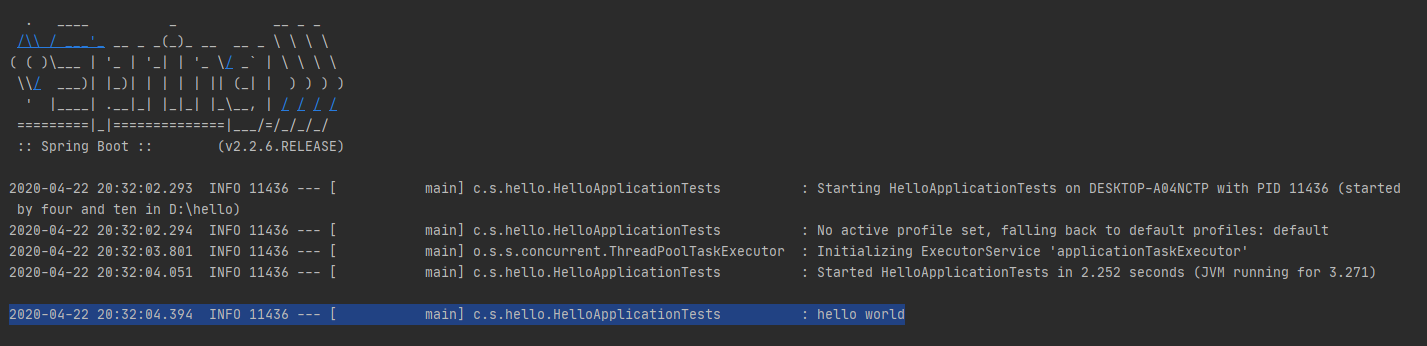 .   ____          _            __ _ _
 /\\ / ___'_ __ _ _(_)_ __  __ _ \ \ \ \
( ( )\___ | '_ | '_| | '_ \/ _` | \ \ \ \
 \\/  ___)| |_)| | | | | || (_| |  ) ) ) )
  '  |____| .__|_| |_|_| |_\__, | / / / /
 =========|_|==============|___/=/_/_/_/
 :: Spring Boot ::        (v2.2.6.RELEASE)
2020-04-22 20:32:02.293  INFO 11436 --- [           main] c.s.hello.HelloApplicationTests          : Starting HelloApplicationTests on DESKTOP-A04NCTP with PID 11436 (started
 by four and ten in D:\hello)
2020-04-22 20:32:02.294  INFO 11436 --- [           main] c.s.hello.HelloApplicationTests          : No active profile set, falling back to default profiles: default
2020-04-22 20:32:03.801  INFO 11436 --- [           main] o.s.s.concurrent.ThreadPoolTaskExecutor  : Initializing ExecutorService 'applicationTaskExecutor'
2020-04-22 20:32:04.051  INFO 11436 --- [           main] c.s.hello.HelloApplicationTests          : Started HelloApplicationTests in 2.252 seconds (JVM running for 3.271)
2020-04-22 20:32:04.394  INFO 11436 --- [           main] c.s.hello.HelloApplicationTests          : hello world